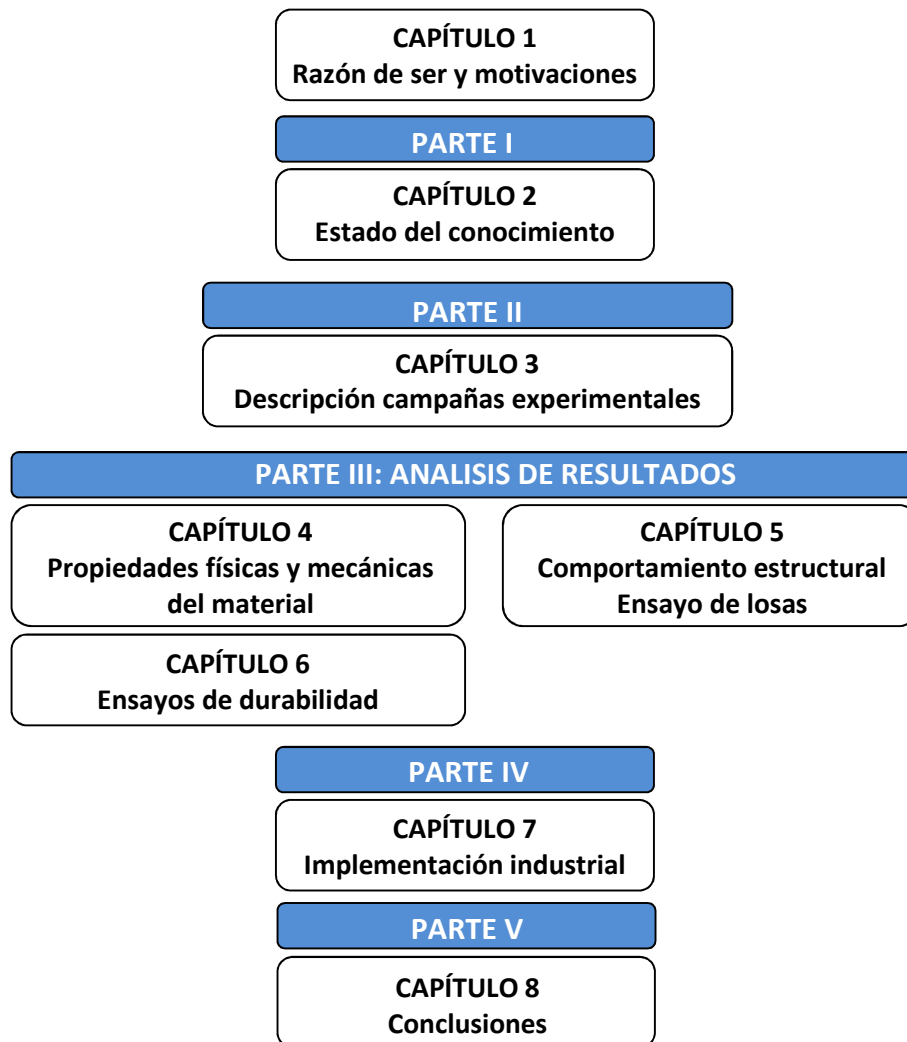 CAPÍTULO 1
Razón de ser y motivaciones
PARTE I
CAPÍTULO 2
Estado del conocimiento
PARTE II
CAPÍTULO 3
Descripción campañas experimentales
PARTE III: ANALISIS DE RESULTADOS
CAPÍTULO 4
Propiedades físicas y mecánicas
del material
CAPÍTULO 5
Comportamiento estructural
Ensayo de losas
CAPÍTULO 6
Ensayos de durabilidad
PARTE IV
CAPÍTULO 7
Implementación industrial
PARTE V
CAPÍTULO 8
Conclusiones